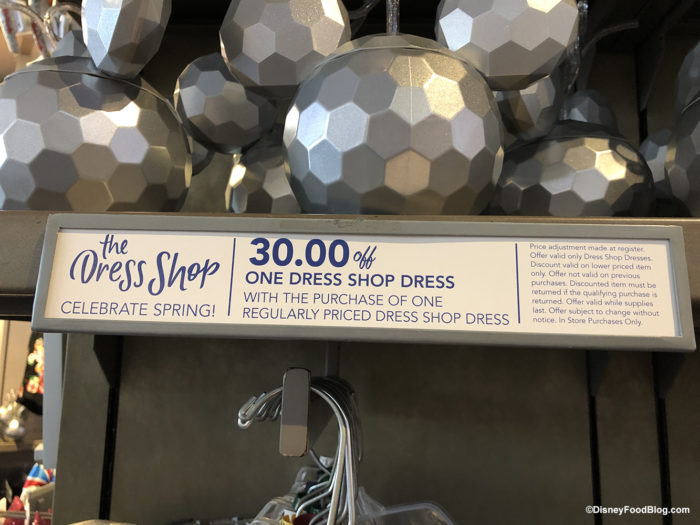 the
Dress Shop
CELEBRATE SPRING!
30.00 off
ONE DRESS SHOP DRESS
WITH THE PURCHASE OF ONE
REGULARLY PRICED DRESS SHOP DRESS
Price adjustment made at register.
Offer valid only Dress Shop Dresses.
Discount valid on lower priced item
only. Offer not valid on previous
purchases. Discounted item must be
returned if the qualifying purchase is
returned. Offer valid while supplies
last. Offer subject to change without
notice. In Store Purchases Only.
©DisneyFoodBlog.com